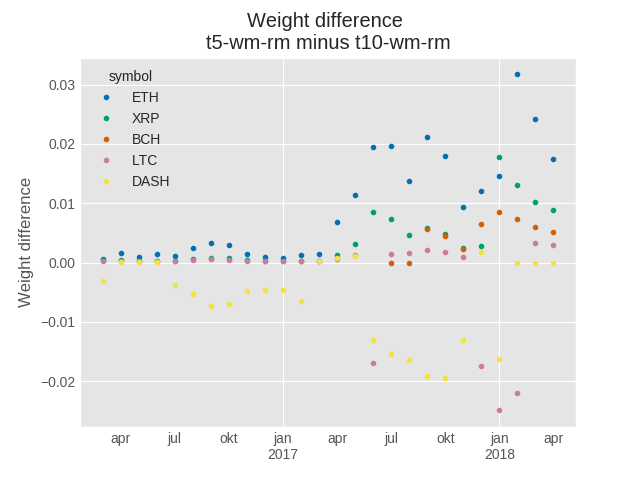 Weight difference
t5-wm-rm minus t10-wm-rm
Weight difference
symbol
ETH
XRP
BCH
LTC
DASH
0.03
0.02
0.01
0.00
−0.01
−0.02
apr jul okt jan apr jul okt jan apr
2017 2018